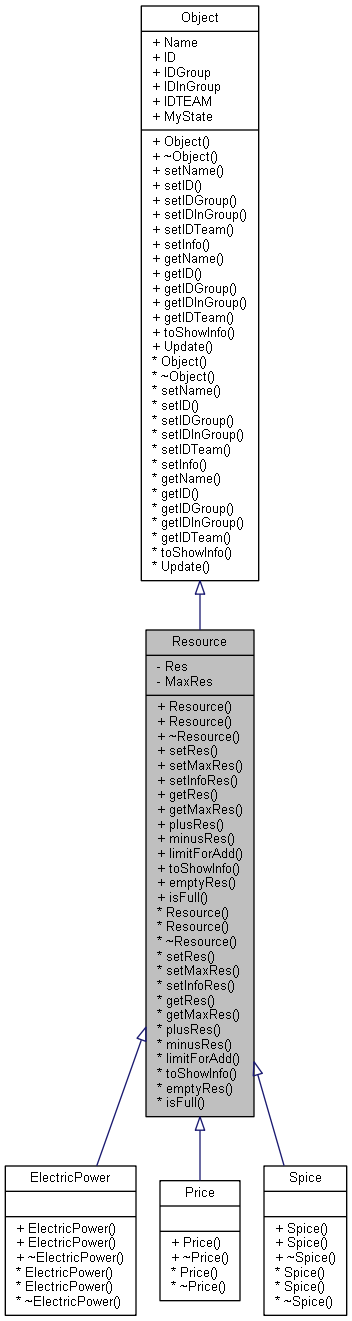 Object
+ Name
+ ID
+ IDGroup
+ IDInGroup
+ IDTEAM
+ MyState
+ Object()
+ ~Object()
+ setName()
+ setID()
+ setIDGroup()
+ setIDInGroup()
+ setIDTeam()
+ setInfo()
+ getName()
+ getID()
+ getIDGroup()
+ getIDInGroup()
+ getIDTeam()
+ toShowInfo()
+ Update()
* Object()
* ~Object()
* setName()
* setID()
* setIDGroup()
* setIDInGroup()
* setIDTeam()
* setInfo()
* getName()
* getID()
* getIDGroup()
* getIDInGroup()
* getIDTeam()
* toShowInfo()
* Update()
Resource
- Res
- MaxRes
+ Resource()
+ Resource()
+ ~Resource()
+ setRes()
+ setMaxRes()
+ setInfoRes()
+ getRes()
+ getMaxRes()
+ plusRes()
+ minusRes()
+ limitForAdd()
+ toShowInfo()
+ emptyRes()
+ isFull()
* Resource()
* Resource()
* ~Resource()
* setRes()
* setMaxRes()
* setInfoRes()
* getRes()
* getMaxRes()
* plusRes()
* minusRes()
* limitForAdd()
* toShowInfo()
* emptyRes()
* isFull()
ElectricPower
+ ElectricPower()
+ ElectricPower()
+ ~ElectricPower()
* ElectricPower()
* ElectricPower()
* ~ElectricPower()
Price
+ Price()
+ ~Price()
* Price()
* ~Price()
Spice
+ Spice()
+ Spice()
+ ~Spice()
* Spice()
* Spice()
* ~Spice()